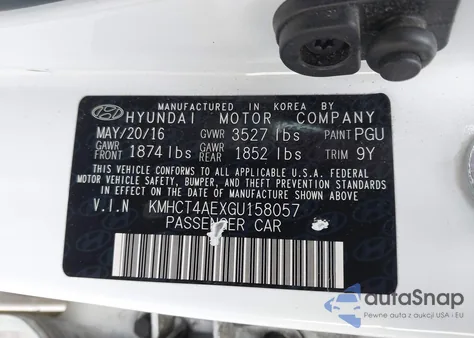 MANUFACTURED IN KOREA BY
HYUNDAI MOTOR COMPANY
MAY/20/16 GVWR 3527 lbs PAINT PGU
GAWR FRONT 1874 lbs GAWR REAR 1852 lbs TRIM 9Y
THIS VEHICLE CONFORMS TO ALL APPLICABLE U.S.A. FEDERAL
MOTOR VEHICLE SAFETY, BUMPER, AND THEFT PREVENTION STANDARDS
IN EFFECT ON THE DATE OF MANUFACTURE SHOWN ABOVE.
V.I.N KMHCT4AEXGU158057
PASSENGER CAR
autoSnap
Pewne auta z aukcji USA i EU